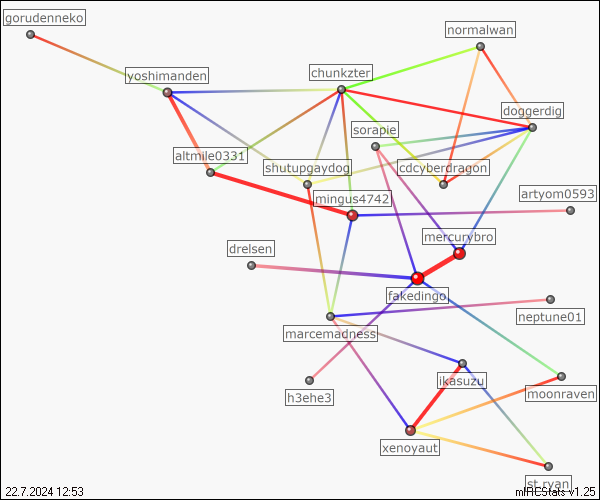 gorudenneko
normalwan
yoshimanden
chunkzter
doggerdig
sorapie
altmile0331
shutupgaydog
cdcyberdragon
mingus4742
artyom0593
mercurybro
drelsen
fakedingo
neptune01
marcemadness
ikasuzu
h3ehe3
moonraven
xenoyaut
st_ryan
22.7.2024 12:53
mIRCStats v1.25